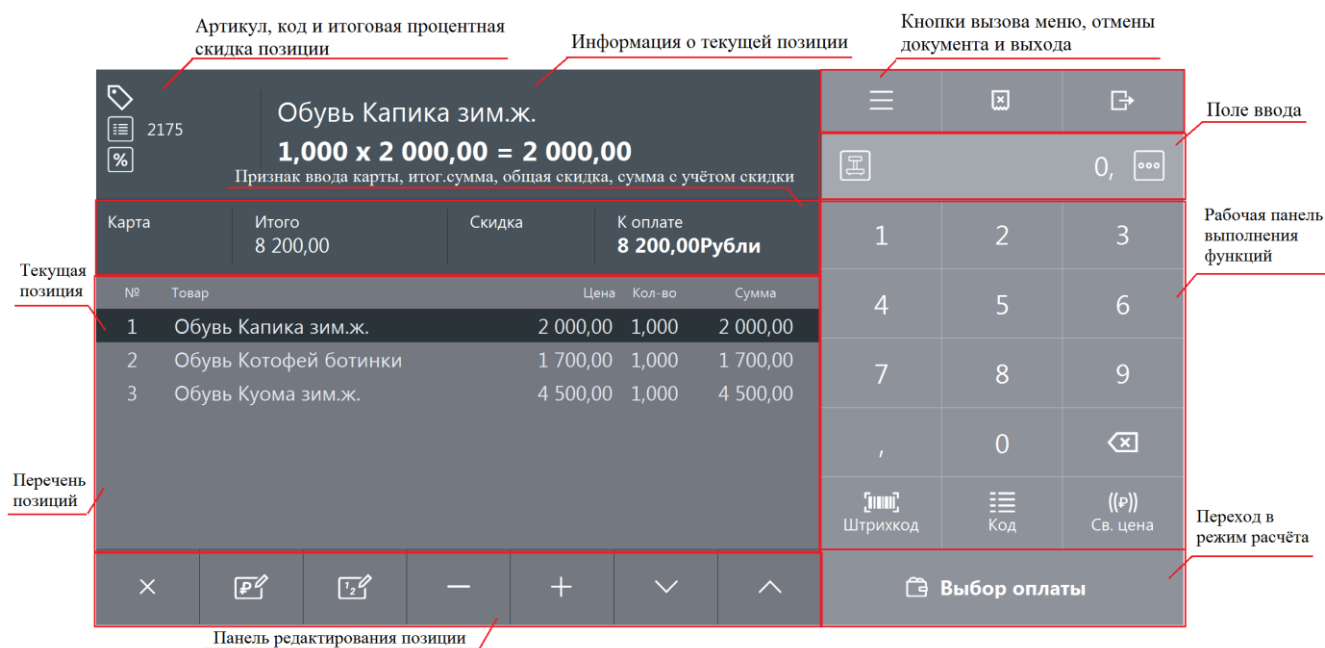 Артикул, код и итоговая процентная
скидка позиции
Информация о текущей позиции
Кнопки вызова меню, отмены
документа и выхода
Поле ввода
2175
%
Обувь Капика зим.ж.
1,000 x 2 000,00 = 2 000,00
Признак ввода карты, итог.сумма, общая скидка, сумма с учётом скидки
0,
Карта
Итого
8 200,00
Скидка
К оплате
8 200,00Рубли
1 2 3
Рабочая панель
выполнения
функций
Текущая
позиция
№ Товар Цена Кол-во Сумма
1 Обувь Капика зим.ж. 2 000,00 1,000 2 000,00
2 Обувь Котофей ботинки 1 700,00 1,000 1 700,00
3 Обувь Куома зим.ж. 4 500,00 1,000 4 500,00
4 5 6
7 8 9
, 0
Перечень
позиций
Штрихкод
Код
((₽))
Св. цена
Переход в
режим расчёта
₽
1 2
Выбор оплаты
Панель редактирования позиции